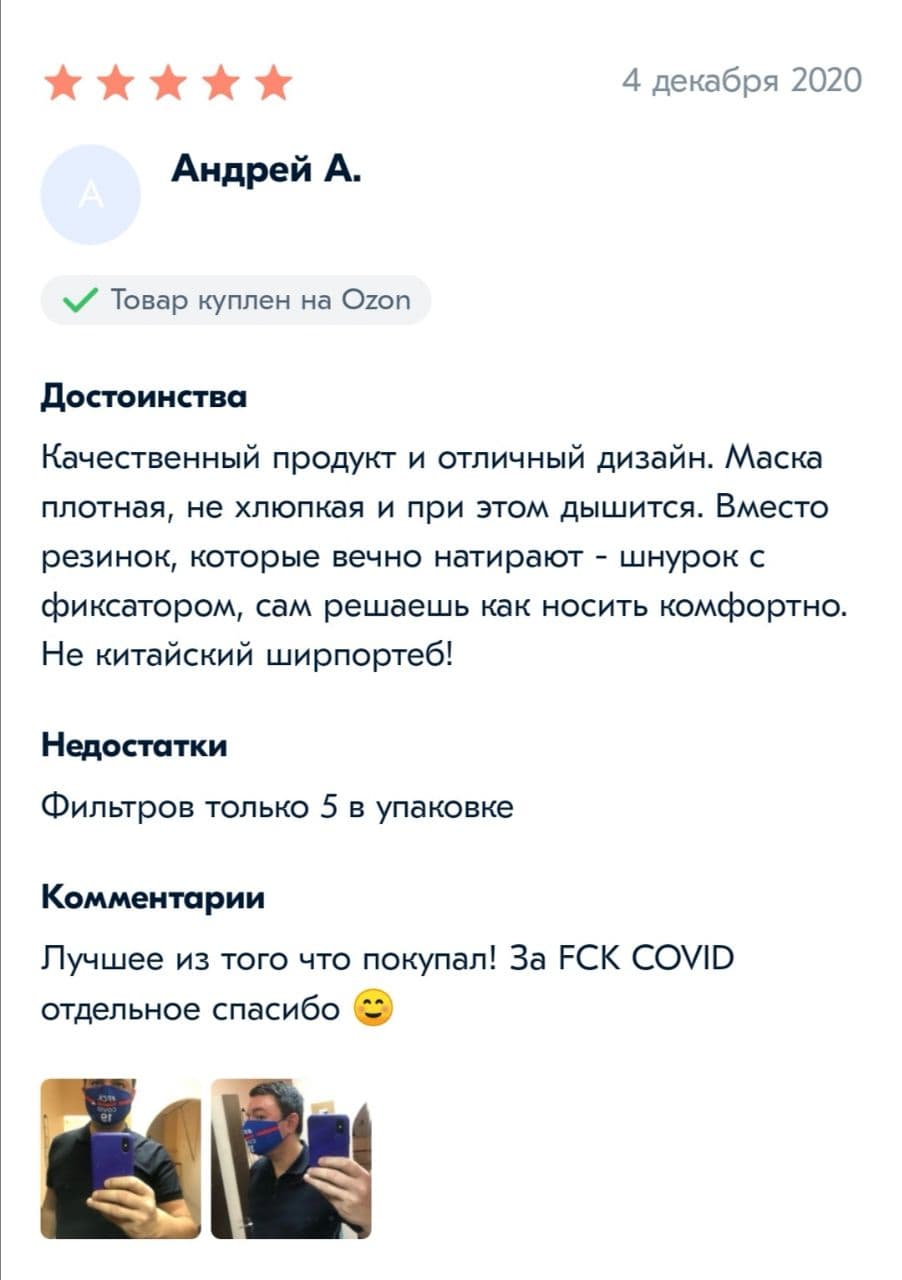 4 декабря 2020
А
Андрей А.
Товар куплен на Ozon
Достоинства
Качественный продукт и отличный дизайн. Маска
плотная, не хлюпкая и при этом дышится. Вместо
резинок, которые вечно натирают - шнурок с
фиксатором, сам решаешь как носить комфортно.
Не китайский ширпортеб!
Недостатки
Фильтров только 5 в упаковке
Комментарии
Лучшее из того что покупал! За FCK COVID
отдельное спасибо 😊